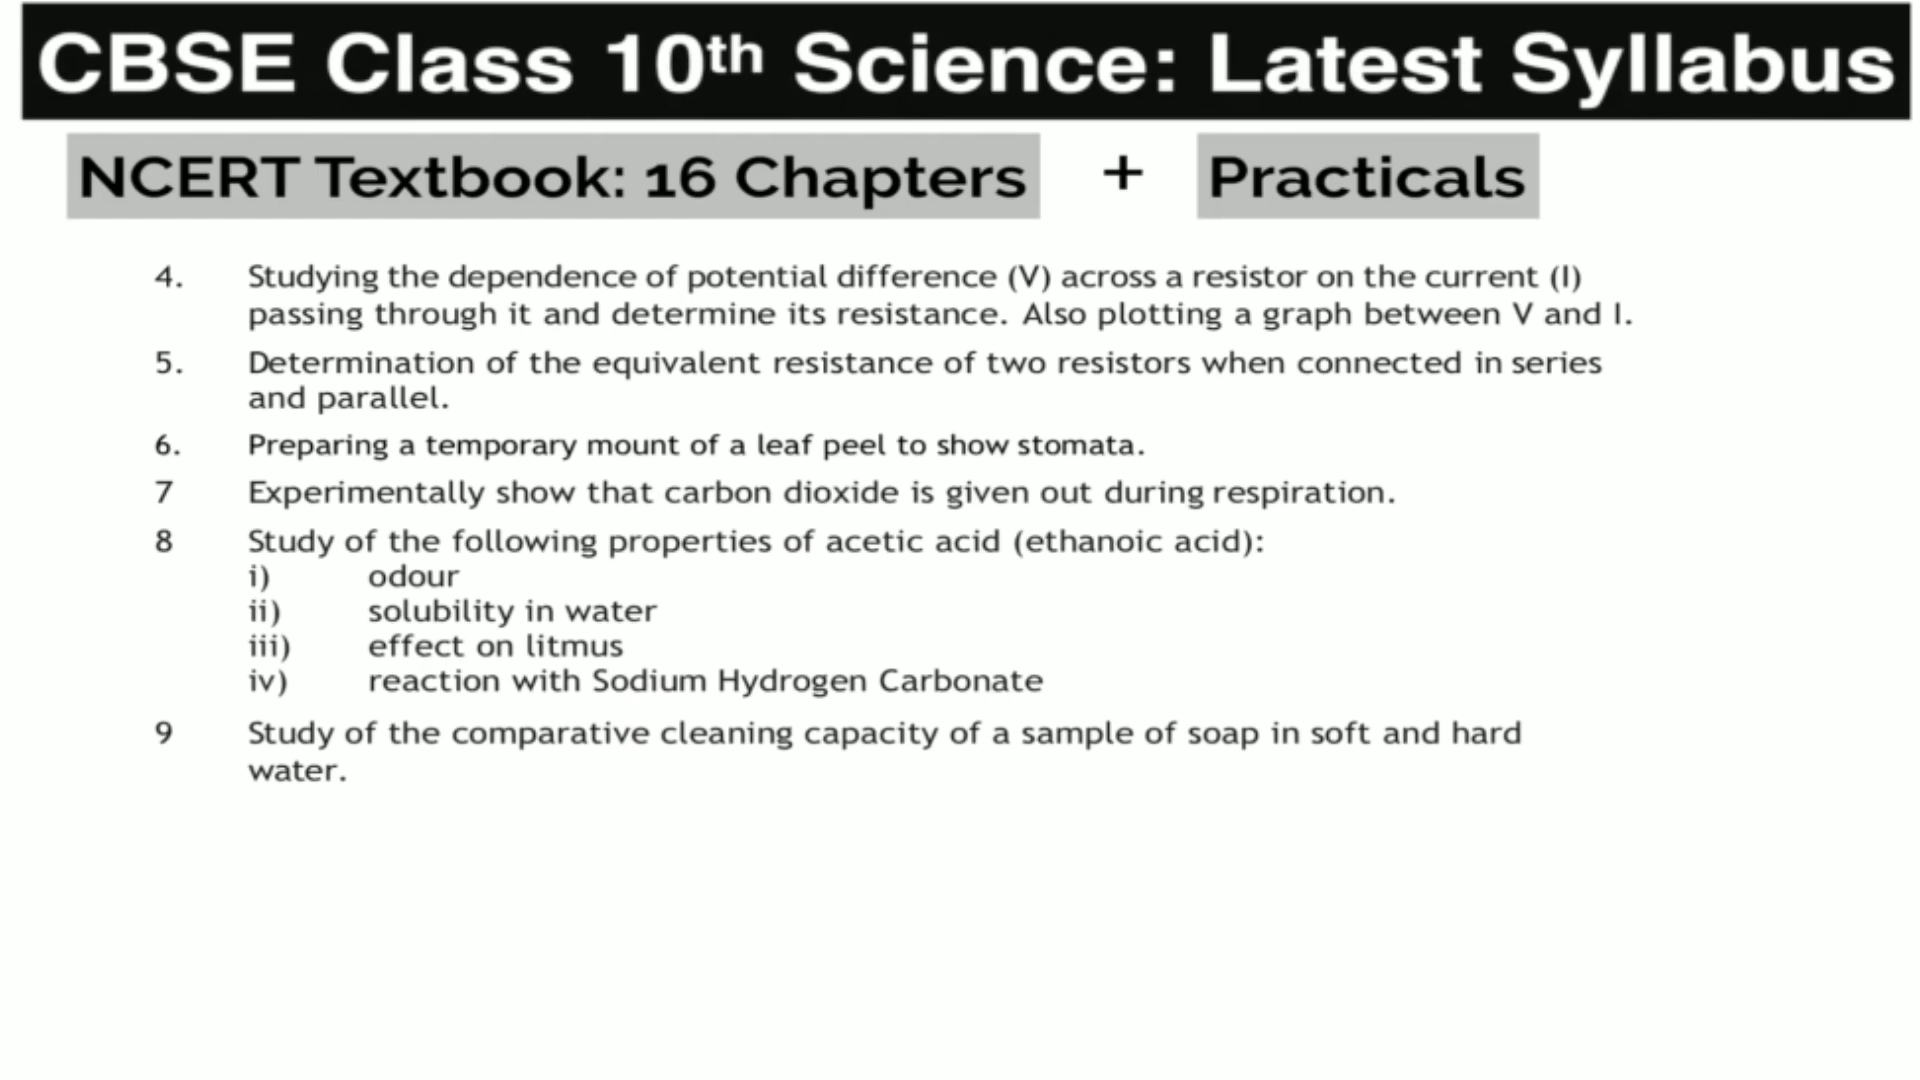 CBSE Class 10th Science: Latest Syllabus
NCERT Textbook: 16 Chapters + Practicals
4. Studying the dependence of potential difference (V) across a resistor on the current (I)
passing through it and determine its resistance. Also plotting a graph between V and I.
5. Determination of the equivalent resistance of two resistors when connected in series
and parallel.
6. Preparing a temporary mount of a leaf peel to show stomata.
7 Experimentally show that carbon dioxide is given out during respiration.
8 Study of the following properties of acetic acid (ethanoic acid):
i) odour
ii) solubility in water
iii) effect on litmus
iv) reaction with Sodium Hydrogen Carbonate
9 Study of the comparative cleaning capacity of a sample of soap in soft and hard
water.